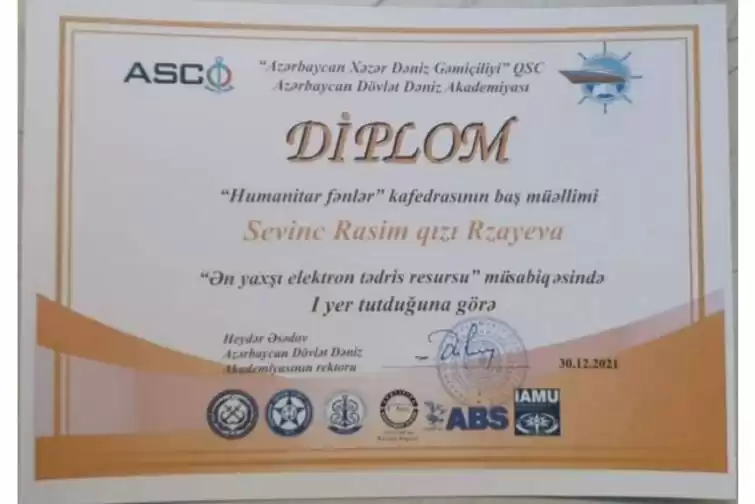 ASCO
“Azərbaycan Xəzər Dəniz Gəmiçiliyi” QSC
Azərbaycan Dövlət Dəniz Akademiyası
DİPLOM
“Humanitar fənlər” kafedrasının baş müəllimi
Sevinc Rasim qızı Rzayeva
“Ən yaxşı elektron tədris resursu” müsabiqəsində
I yer tutduğuna görə
Heydər Əsədov
Azərbaycan Dövlət Dəniz
Akademiyasının rektoru
30.12.2021
ABS
IAMU